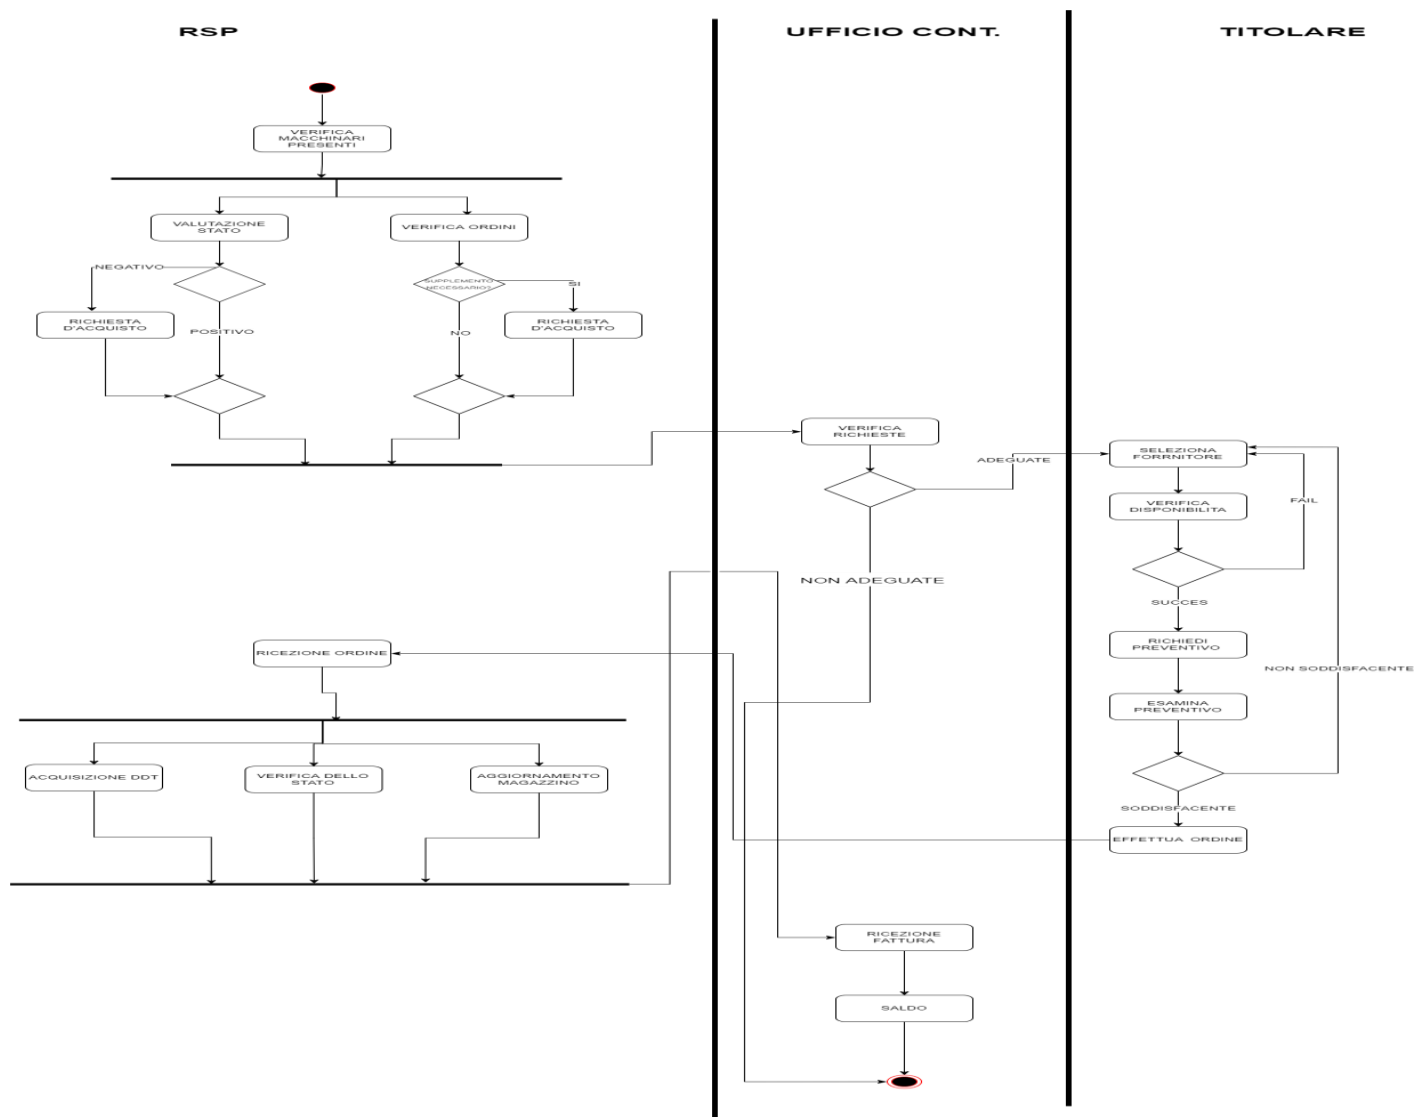 RSP
UFFICIO CONT.
TITOLARE
VERIFICA
MACCHINARI
PRESENTI
VALUTAZIONE
STATO
VERIFICA ORDINI
NEGATIVO
SUPPLEMENTO
NECESSARIO?
SI
RICHIESTA
D'ACQUISTO
POSITIVO
NO
RICHIESTA
D'ACQUISTO
VERIFICA
RICHIESTE
ADEGUATE
SELEZIONA
FORRNITORE
FAIL
VERIFICA
DISPONIBILITA
NON ADEGUATE
SUCCES
RICHIEDI
PREVENTIVO
RICEZIONE ORDINE
NON SODDISFACENTE
ESAMINA
PREVENTIVO
ACQUISIZIONE DDT
VERIFICA DELLO
STATO
AGGIORNAMENTO
MAGAZZINO
SODDISFACENTE
EFFETTUA ORDINE
RICEZIONE
FATTURA
SALDO